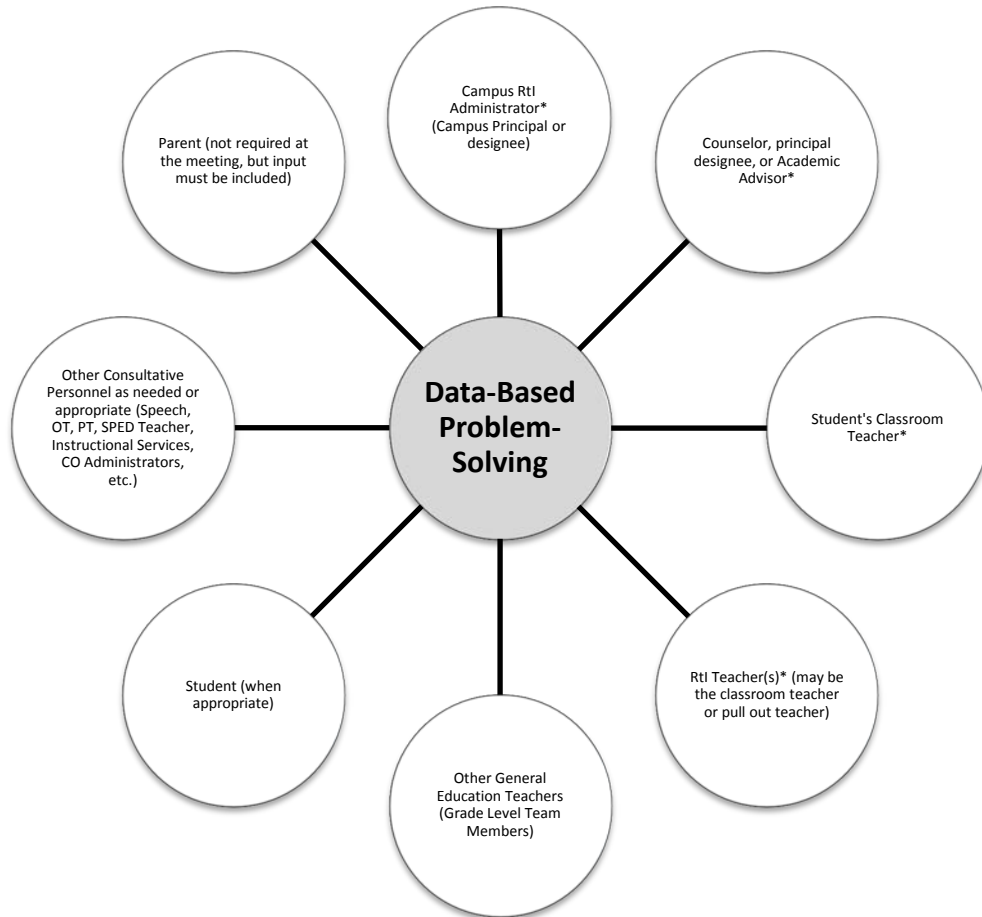 Campus RtI
Administrator*
(Campus Principal or
designee)
Parent (not required at
the meeting, but input
must be included)
Counselor, principal
designee, or Academic
Advisor*
Other Consultative
Personnel as needed or
appropriate (Speech,
OT, PT, SPED Teacher,
Instructional Services,
CO Administrators,
etc.)
Data-Based
Problem-
Solving
Student's Classroom
Teacher*
Student (when
appropriate)
RtI Teacher(s)* (may be
the classroom teacher
or pull out teacher)
Other General
Education Teachers
(Grade Level Team
Members)